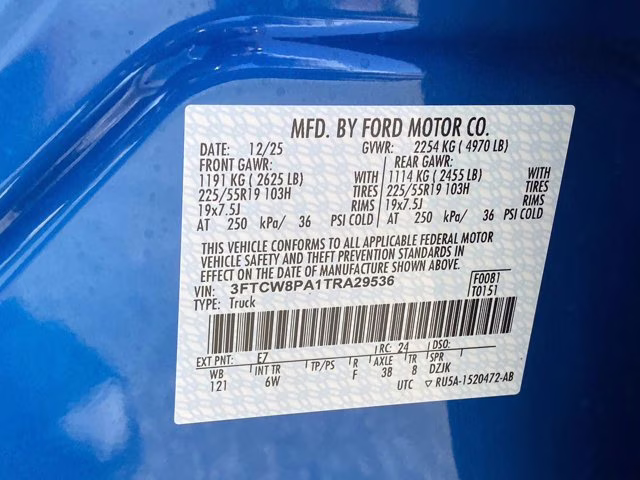 MFD. BY FORD MOTOR CO.
DATE: 12/25 GVWR: 2254 KG ( 4970 LB)
FRONT GAWR: REAR GAWR:
1191 KG ( 2625 LB) WITH 1114 KG ( 2455 LB) WITH
225/55R19 103H TIRES 225/55R19 103H TIRES
19x7.5J RIMS 19x7.5J RIMS
AT 250 kPa/ 36 PSI COLD AT 250 kPa/ 36 PSI COLD
THIS VEHICLE CONFORMS TO ALL APPLICABLE FEDERAL MOTOR
VEHICLE SAFETY AND THEFT PREVENTION STANDARDS IN
EFFECT ON THE DATE OF MANUFACTURE SHOWN ABOVE.
VIN: 3FTCW8PA1TRA29536 F0081
TYPE: Truck T0151
EXT PNT: E7 RC: 24 DSO:
WB INT TR TP/PS R AXLE TR SPR
121 6W F 38 8 DZJK
UTC ▽ RU5A-1520472-AB